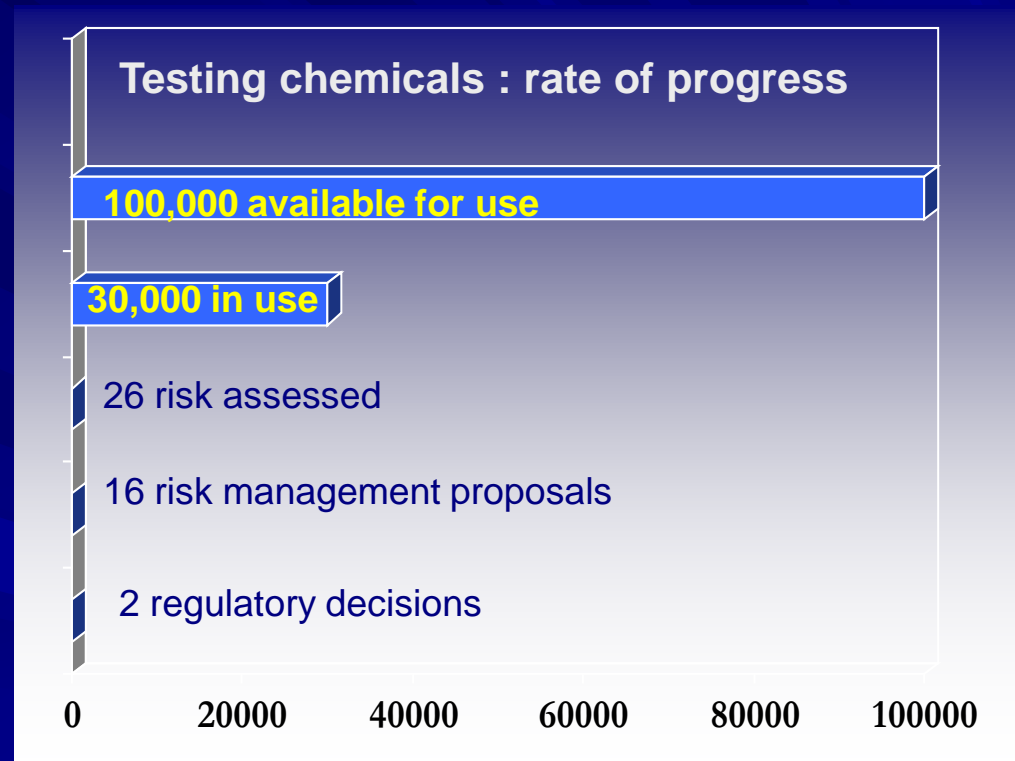 Testing chemicals : rate of progress
100,000 available for use
30,000 in use
26 risk assessed
16 risk management proposals
2 regulatory decisions
0 20000 40000 60000 80000 100000